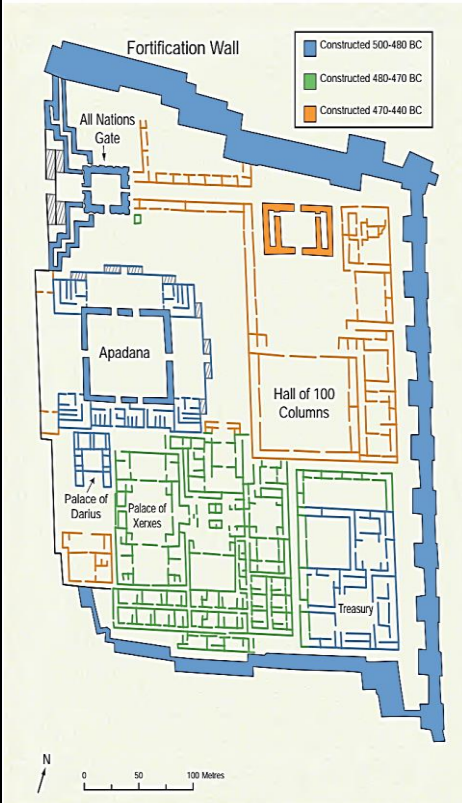 Fortification Wall
Constructed 500-480 BC
Constructed 480-470 BC
Constructed 470-440 BC
All Nations
Gate
Apadana
Hall of 100
Columns
Palace of
Darius
Palace of
Xerxes
Treasury
N
0 50 100 Metres